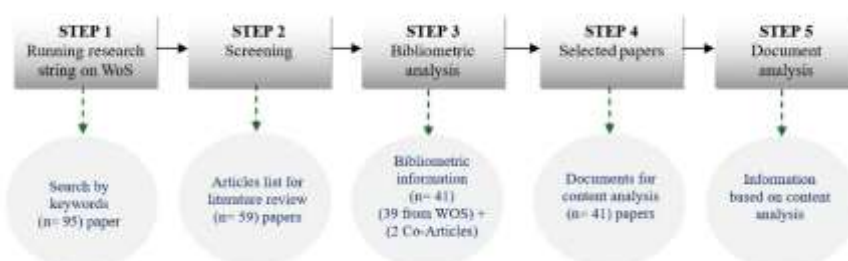 STEP 1
Running research
string on WoS
STEP 2
Screening
STEP 3
Bibliometric
analysis
STEP 4
Selected papers
STEP 5
Document
analysis
Search by
keywords
(n= 95) paper
Articles list for
literature review
(n= 59) papers
Bibliometric
information
(n= 41)
(39 from WOS) +
(2 Co-Articles)
Documents for
content analysis
(n= 41) papers
Information
based on content
analysis